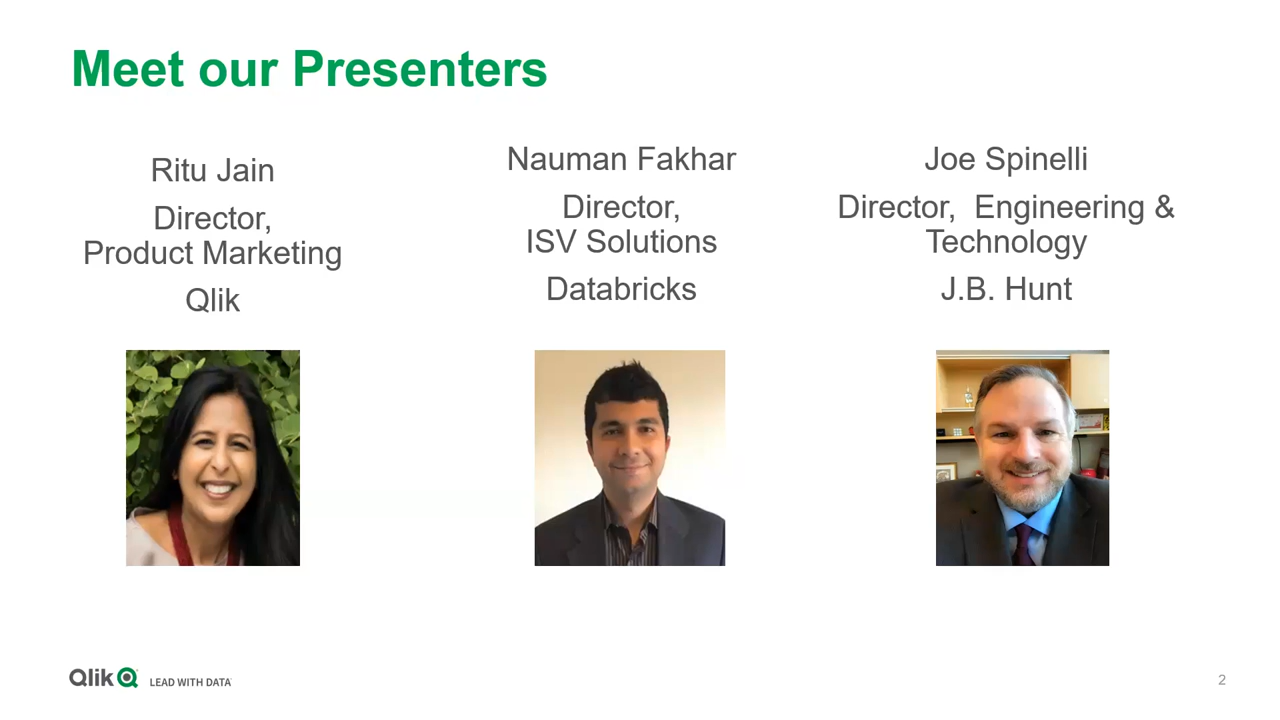 Meet our Presenters
Ritu Jain
Director,
Product Marketing
Qlik
Nauman Fakhar
Director,
ISV Solutions
Databricks
Joe Spinelli
Director,  Engineering &
Technology
J.B. Hunt
Qlik LEAD WITH DATA
2